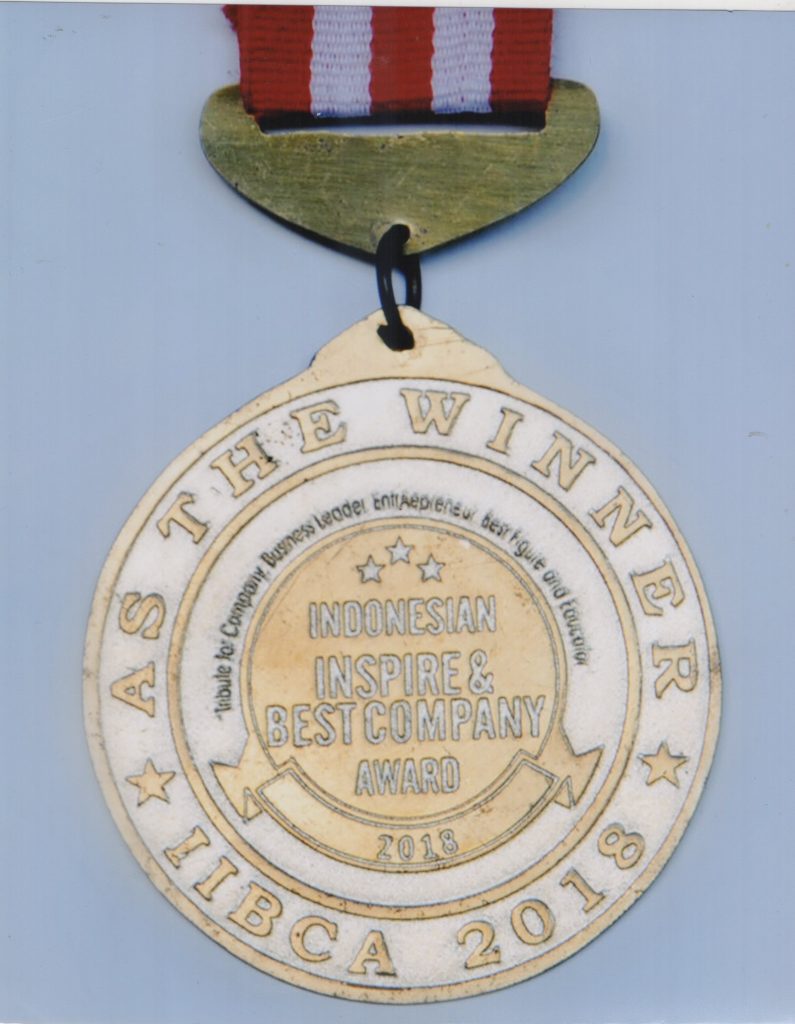 AS THE WINNER
Tribute for Company, Business Leader, Entraepreneur, Best Figure and Educator
INDONESIAN
INSPIRE &
BEST COMPANY
AWARD
2018
IIBCA 2018